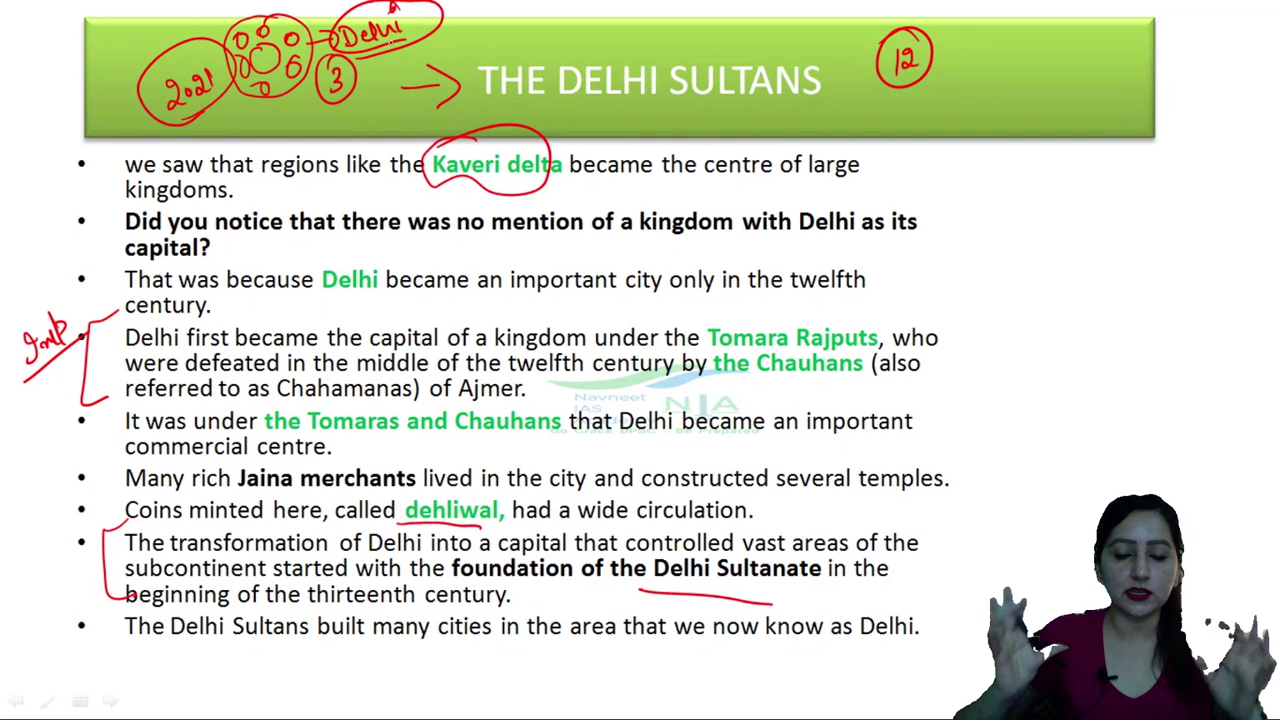 Delhi
2021
3
THE DELHI SULTANS
12
• we saw that regions like the Kaveri delta became the centre of large
kingdoms.
• Did you notice that there was no mention of a kingdom with Delhi as its
capital?
• That was because Delhi became an important city only in the twelfth
century.
Imp
• Delhi first became the capital of a kingdom under the Tomara Rajputs, who
were defeated in the middle of the twelfth century by the Chauhans (also
referred to as Chahamanas) of Ajmer.
Navneet
IAS
NIA
• It was under the Tomaras and Chauhans that Delhi became an important
commercial centre.
• Many rich Jaina merchants lived in the city and constructed several temples.
• Coins minted here, called dehliwal, had a wide circulation.
• The transformation of Delhi into a capital that controlled vast areas of the
subcontinent started with the foundation of the Delhi Sultanate in the
beginning of the thirteenth century.
• The Delhi Sultans built many cities in the area that we now know as Delhi.